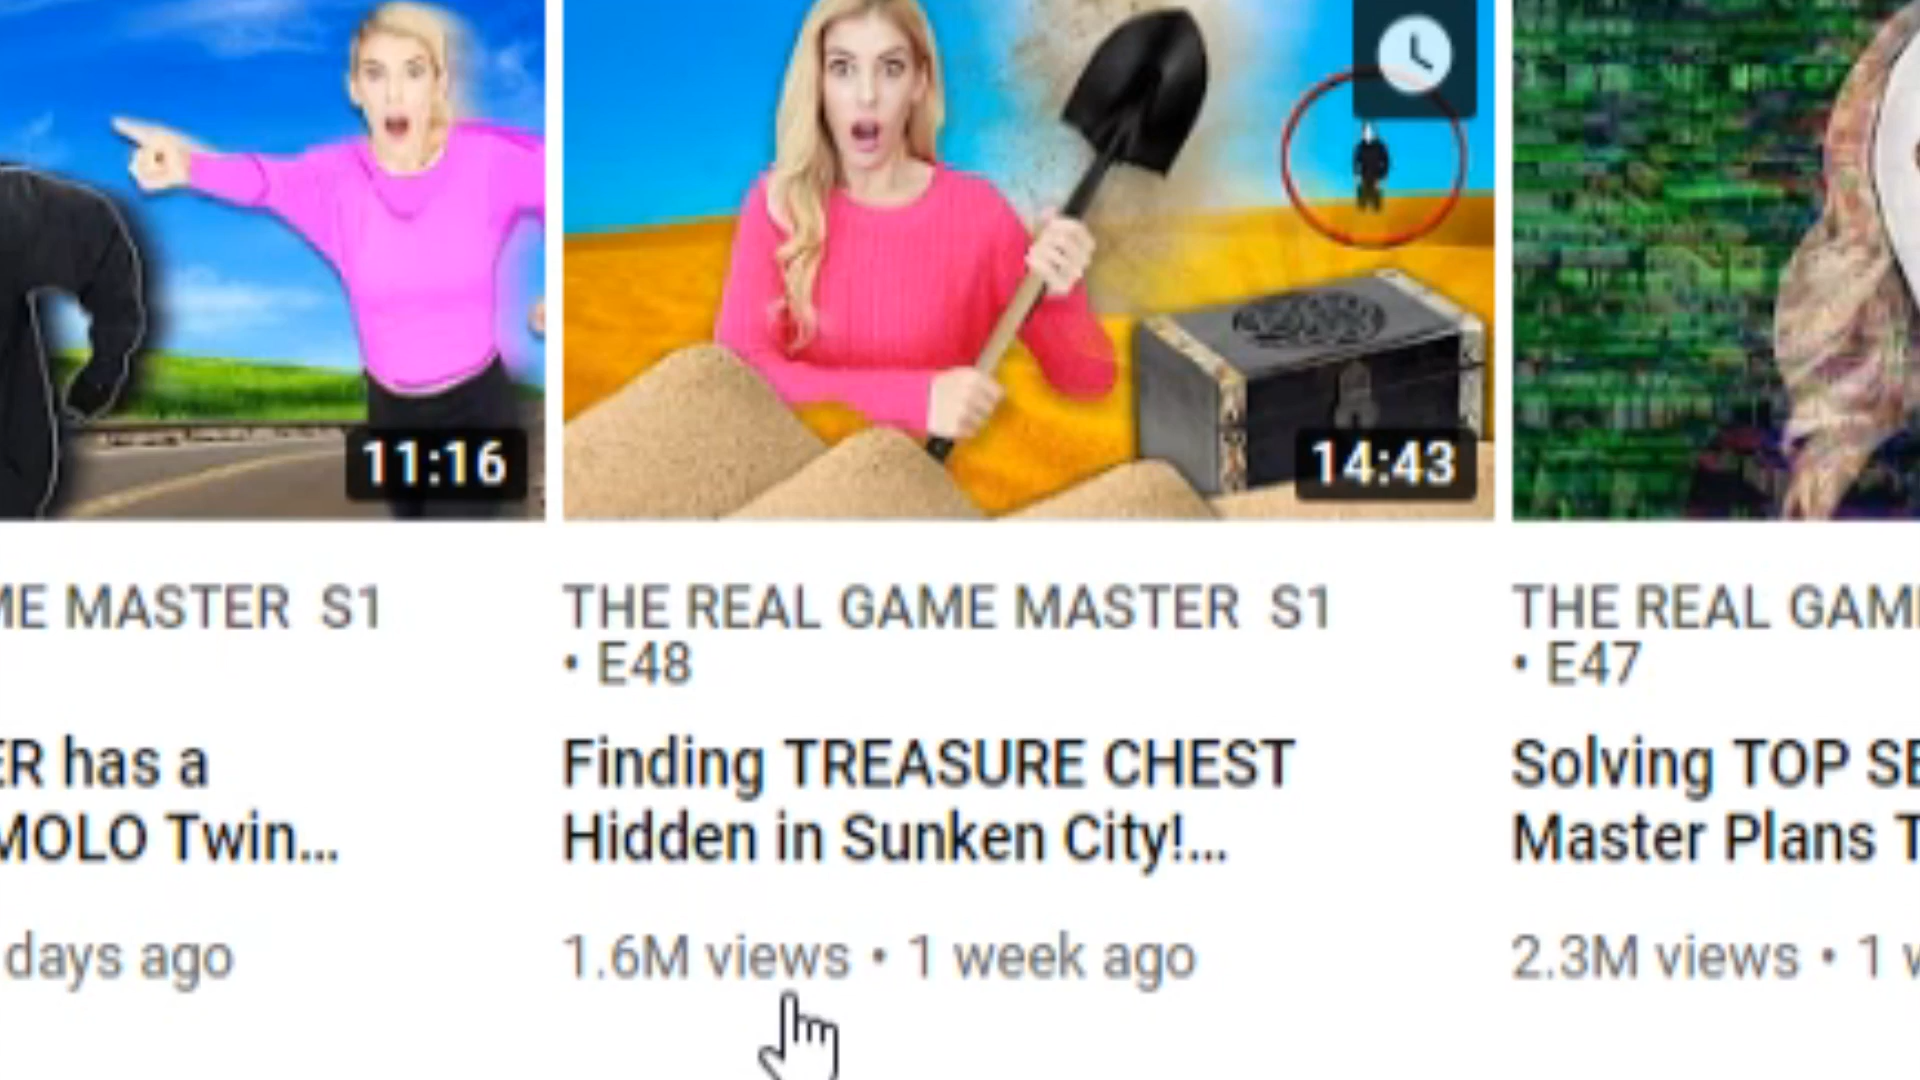 11:16
ME MASTER S1
ER has a
MOLO Twin...
days ago
14:43
THE REAL GAME MASTER S1
• E48
Finding TREASURE CHEST
Hidden in Sunken City!...
1.6M views • 1 week ago
THE REAL GAM
• E47
Solving TOP SE
Master Plans T
2.3M views • 1 w